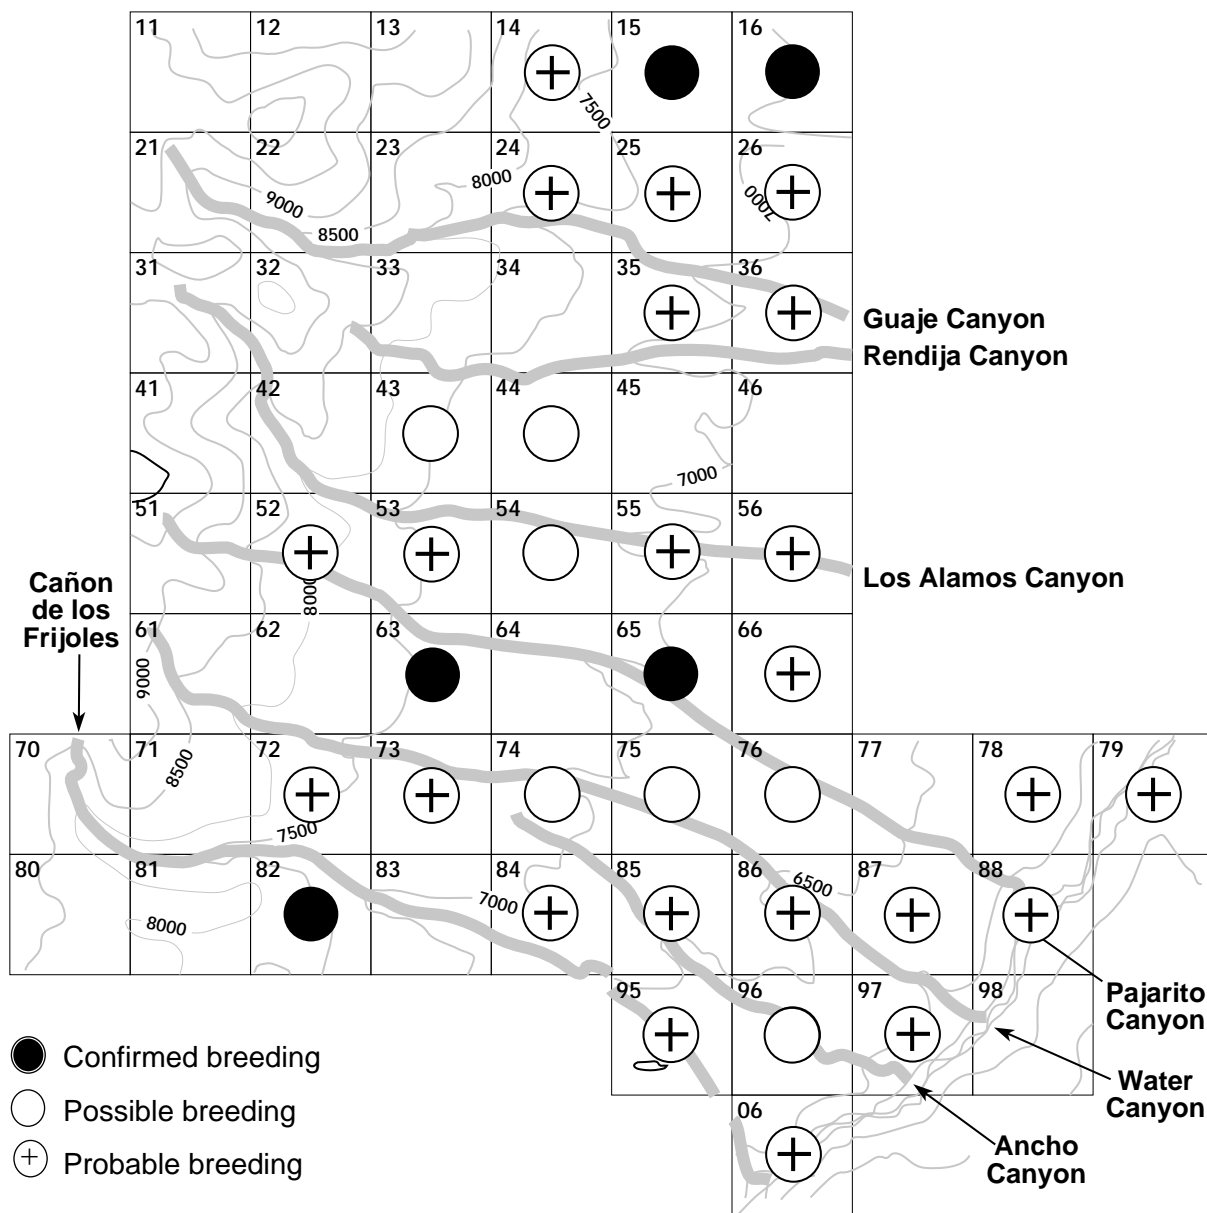 11 12 13 14 15 16
7500
21 22 23 24 25 26
8000
9000
7000
8500
31 32 33 34 35 36
Guaje Canyon
Rendija Canyon
41 42 43 44 45 46
7000
51 52 53 54 55 56
Los Alamos Canyon
Cañon
de los
Frijoles
8000
61 62 63 64 65 66
9000
70 71 72 73 74 75 76 77 78 79
8500
7500
80 81 82 83 84 85 86 87 88
6500
7000
8000
95 96 97 98
Pajarito
Canyon
Confirmed breeding
Water
Canyon
Possible breeding
06
Ancho
Canyon
Probable breeding